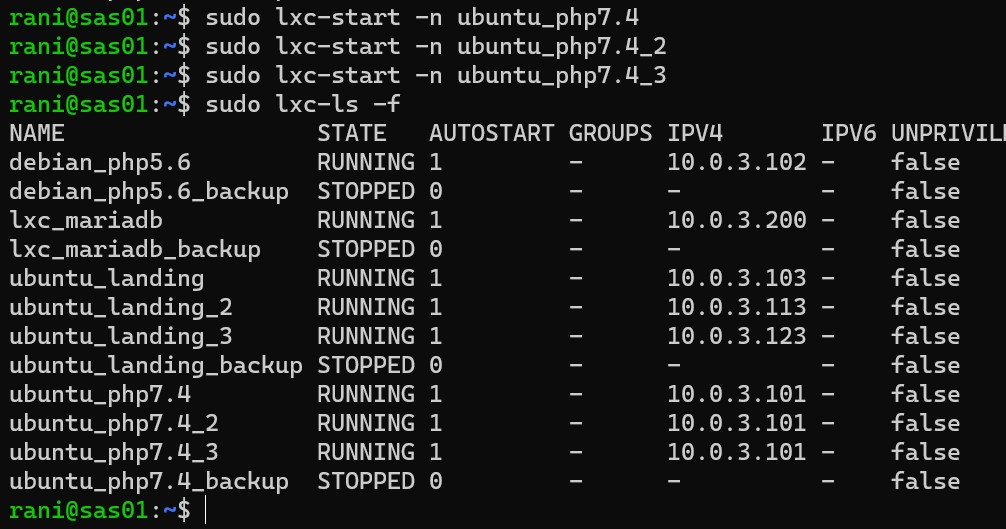 rani@sas01:~$ sudo lxc-start -n ubuntu_php7.4
rani@sas01:~$ sudo lxc-start -n ubuntu_php7.4_2
rani@sas01:~$ sudo lxc-start -n ubuntu_php7.4_3
rani@sas01:~$ sudo lxc-ls -f
NAME STATE AUTOSTART GROUPS IPV4 IPV6 UNPRIVIL
debian_php5.6 RUNNING 1 - 10.0.3.102 - false
debian_php5.6_backup STOPPED 0 - - - false
lxc_mariadb RUNNING 1 - 10.0.3.200 - false
lxc_mariadb_backup STOPPED 0 - - - false
ubuntu_landing RUNNING 1 - 10.0.3.103 - false
ubuntu_landing_2 RUNNING 1 - 10.0.3.113 - false
ubuntu_landing_3 RUNNING 1 - 10.0.3.123 - false
ubuntu_landing_backup STOPPED 0 - - - false
ubuntu_php7.4 RUNNING 1 - 10.0.3.101 - false
ubuntu_php7.4_2 RUNNING 1 - 10.0.3.101 - false
ubuntu_php7.4_3 RUNNING 1 - 10.0.3.101 - false
ubuntu_php7.4_backup STOPPED 0 - - - false
rani@sas01:~$